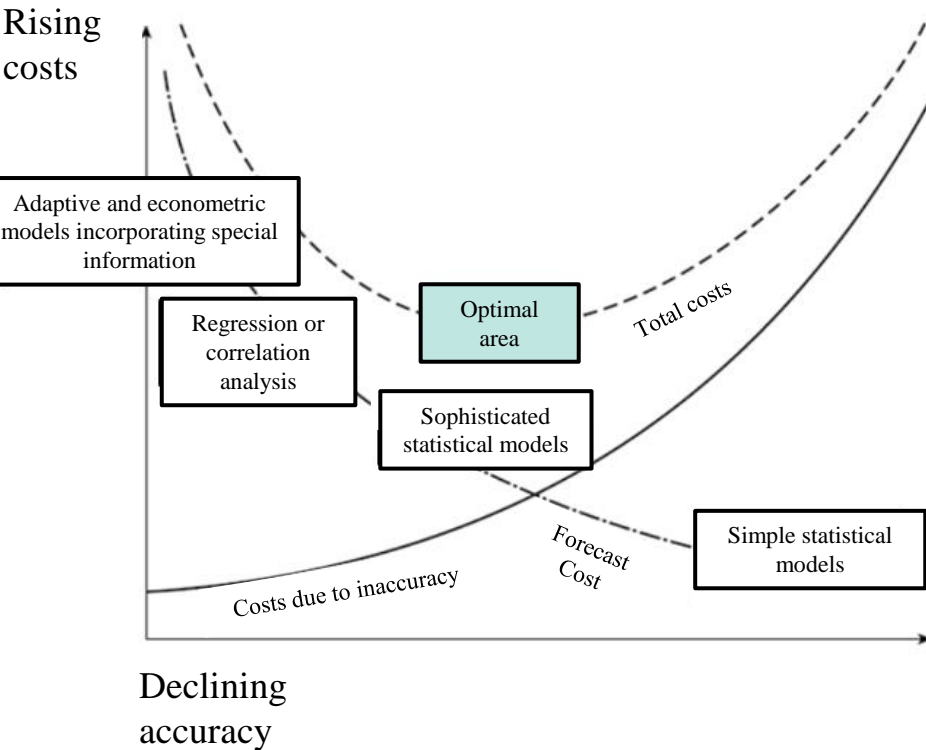 Rising
costs
Adaptive and econometric
models incorporating special
information
Regression or
correlation
analysis
Optimal
area
Total costs
Sophisticated
statistical models
Simple statistical
models
Forecast
Cost
Costs due to inaccuracy
Declining
accuracy